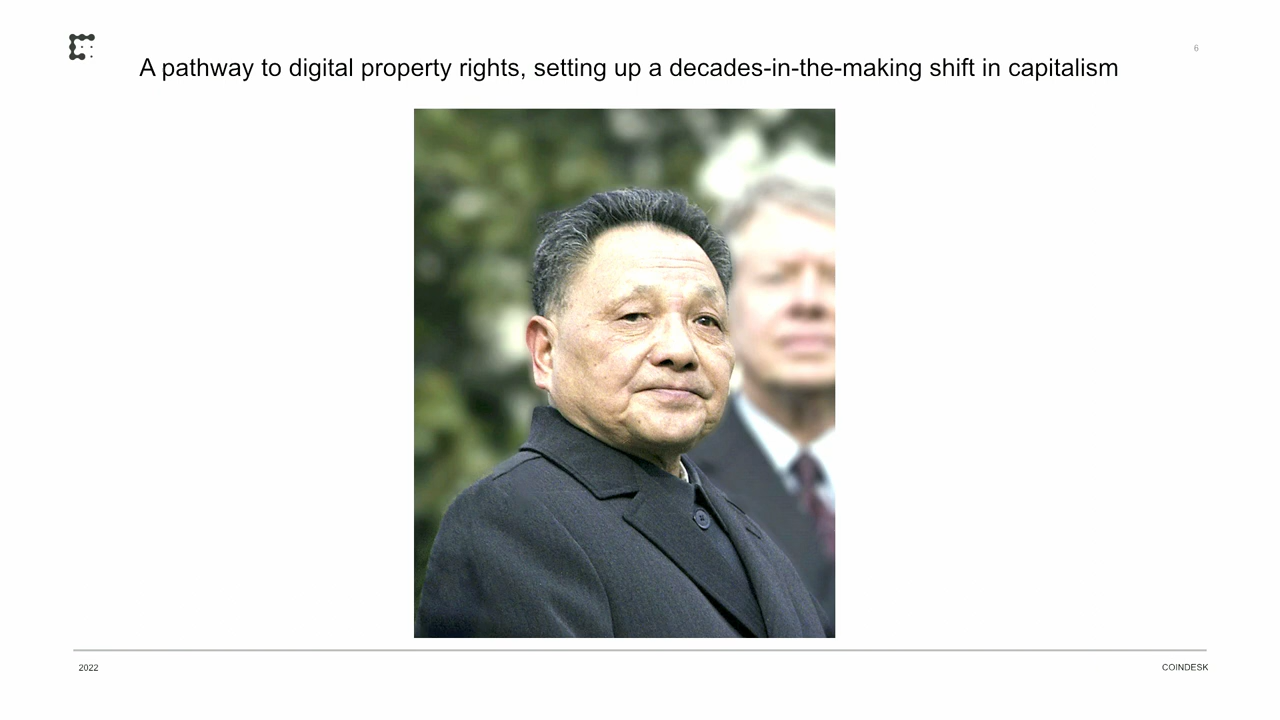 6
A pathway to digital property rights, setting up a decades-in-the-making shift in capitalism
2022
COINDESK